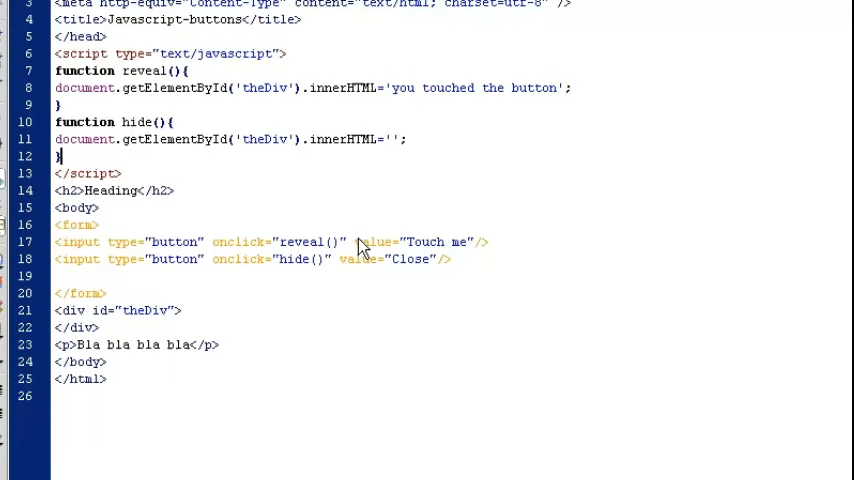 3 <meta http-equiv="Content-Type" content="text/html; charset=utf-8" />
4 <title>Javascript-buttons</title>
5 </head>
6 <script type="text/javascript">
7 function reveal(){
8 document.getElementById('theDiv').innerHTML='you touched the button';
9 }
10 function hide(){
11 document.getElementById('theDiv').innerHTML='';
12 }
13 </script>
14 <h2>Heading</h2>
15 <body>
16 <form>
17 <input type="button" onclick="reveal()" value="Touch me"/>
18 <input type="button" onclick="hide()" value="Close"/>
19
20 </form>
21 <div id="theDiv">
22 </div>
23 <p>Bla bla bla bla</p>
24 </body>
25 </html>
26